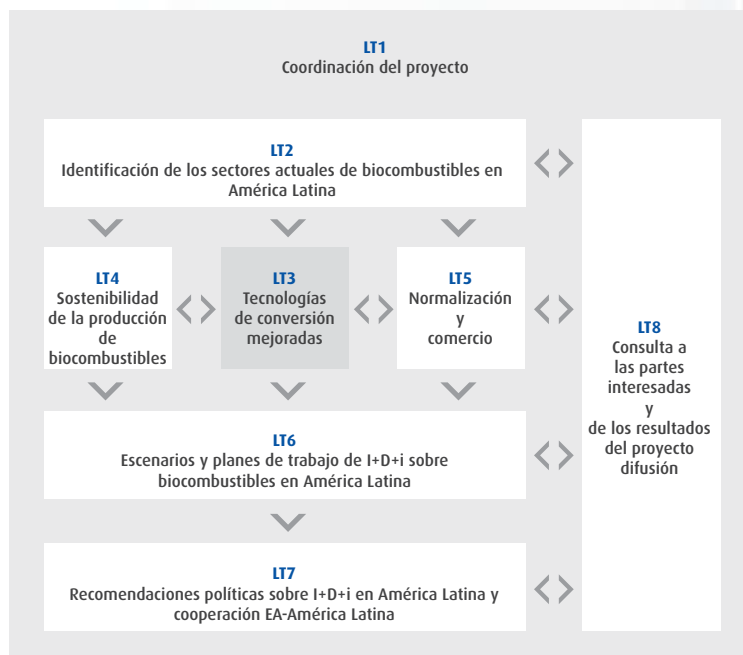 LT1
Coordinación del proyecto
LT2
Identificación de los sectores actuales de biocombustibles en
América Latina
LT4
Sostenibilidad
de la producción
de
biocombustibles
LT3
Tecnologías
de conversión
mejoradas
LT5
Normalización
y
comercio
LT8
Consulta a
las partes
interesadas
y
de los resultados
del proyecto
difusión
LT6
Escenarios y planes de trabajo de I+D+i sobre
biocombustibles en América Latina
LT7
Recomendaciones políticas sobre I+D+i en América Latina y
cooperación EA-América Latina